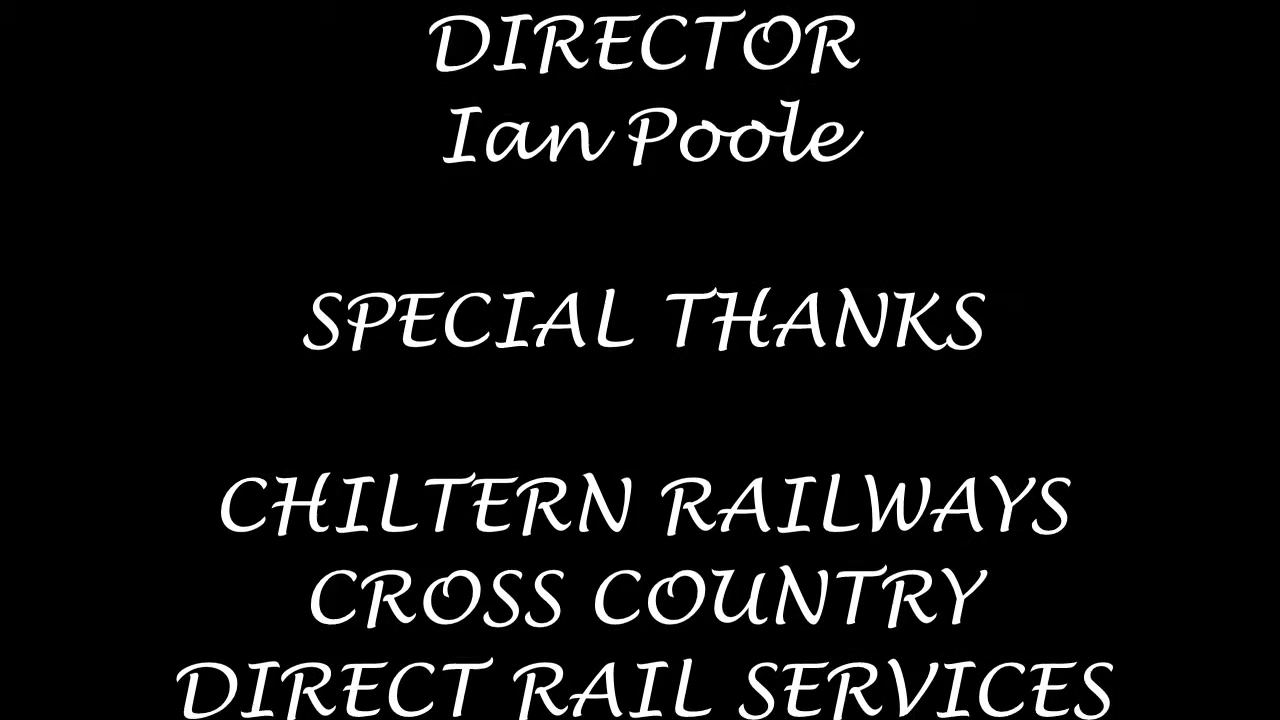 DIRECTOR
Ian Poole
SPECIAL THANKS
CHILTERN RAILWAYS
CROSS COUNTRY
DIRECT RAIL SERVICES